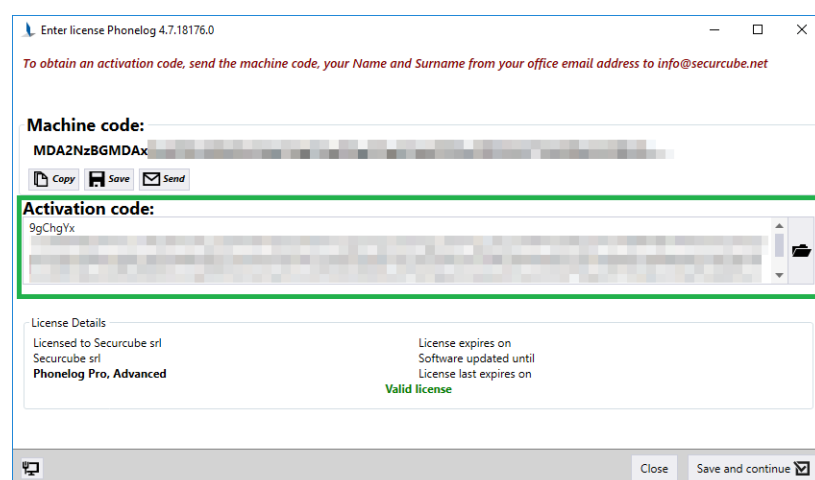 Enter license Phonelog 4.7.18176.0
To obtain an activation code, send the machine code, your Name and Surname from your office email address to info@securcube.net
Machine code:
MDA2NzBGMDAx
Copy Save Send
Activation code:
9gChgYx
License Details
Licensed to Securcube srl License expires on
Securcube srl Software updated until
Phonelog Pro, Advanced License last expires on
Valid license
Close Save and continue